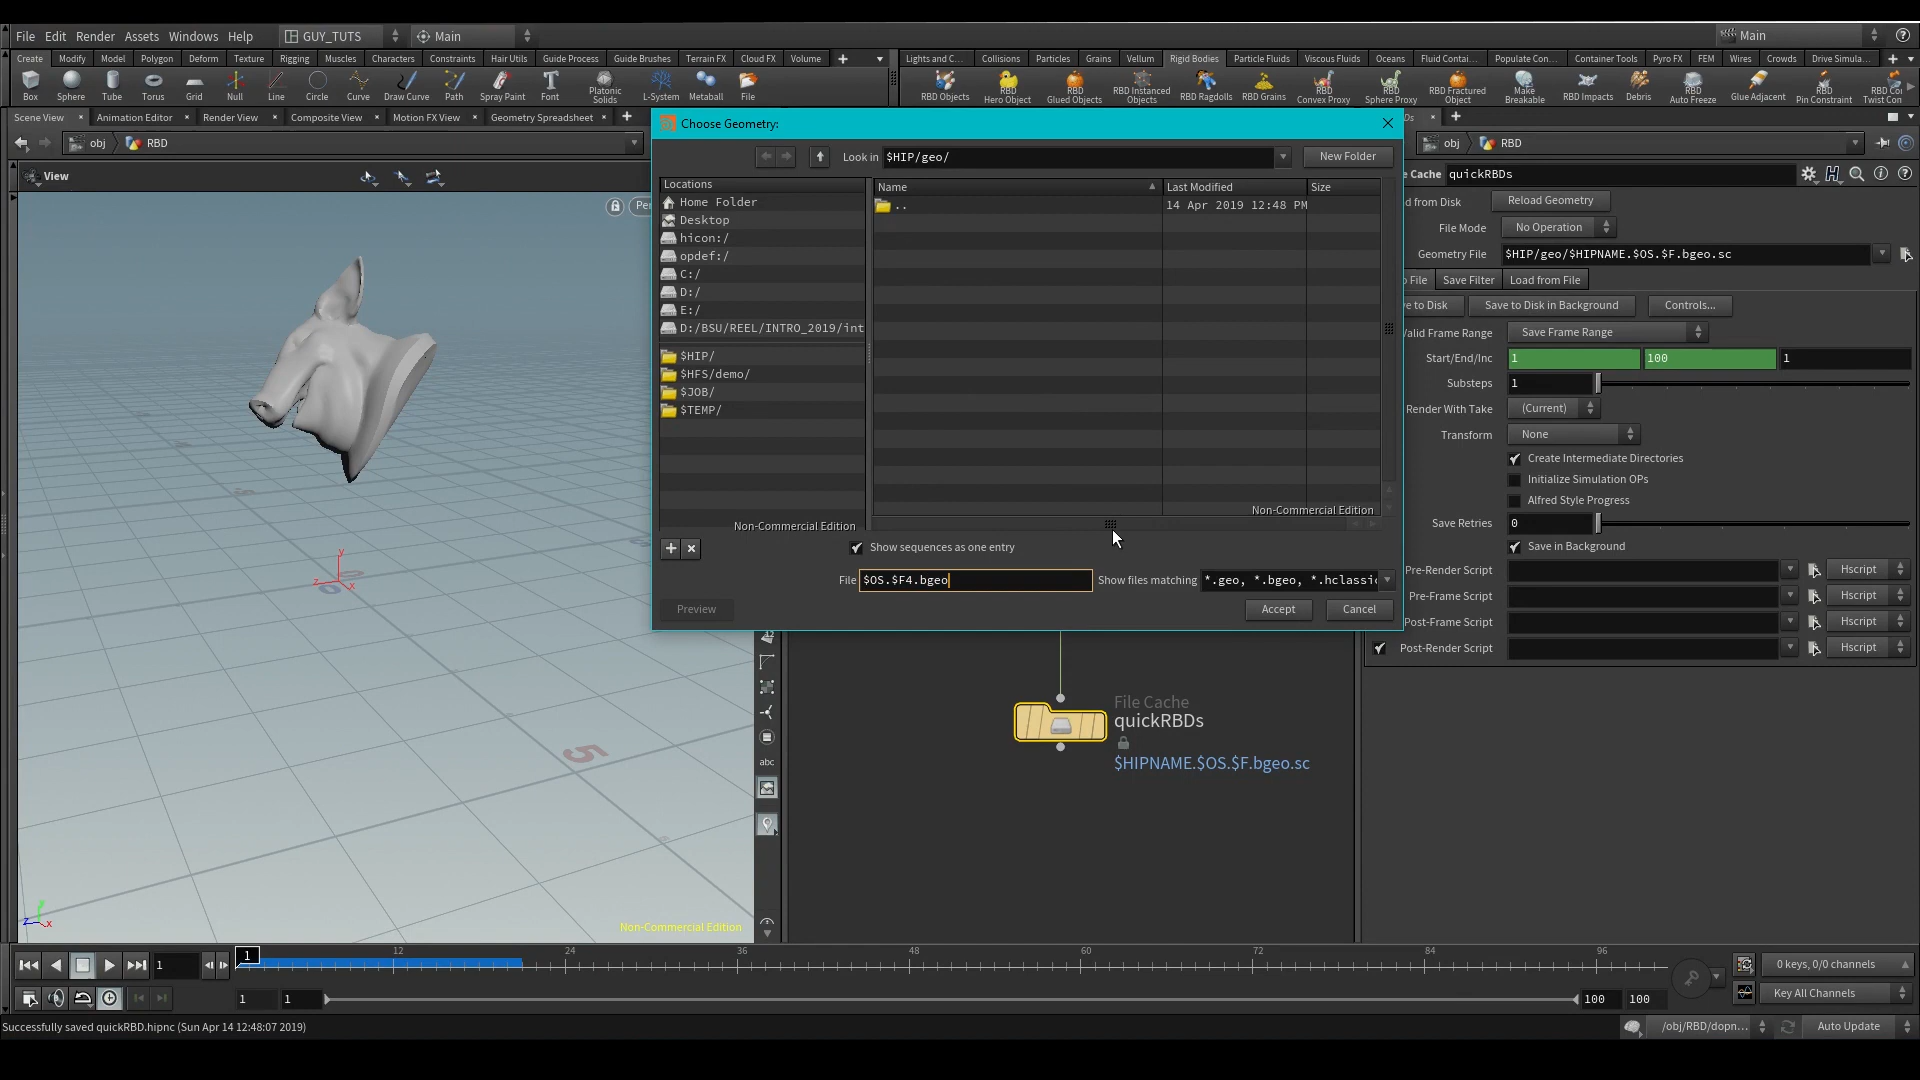 File Edit Render Assets Windows Help GUY_TUTS Main Main
Create Modify Model Polygon Deform Texture Rigging Muscles Characters Constraints Hair Utils Guide Process Guide Brushes Terrain FX Cloud FX Volume
Lights and C... Collisions Particles Grains Vellum Rigid Bodies Particle Fluids Viscous Fluids Oceans Fluid Contai... Populate Con... Container Tools Pyro FX FEM Wires Crowds Drive Simula...
Box Sphere Tube Torus Grid Null Line Circle Curve Draw Curve Path Spray Paint Font Platonic Solids L-System Metaball File
RBD Objects RBD Hero Object RBD Glued Objects RBD Instanced Objects RBD Ragdolls RBD Grains RBD Convex Proxy RBD Sphere Proxy RBD Impacts RBD Fractured Object Make Breakable Debris RBD Auto Freeze Glue Adjacent RBD Pin Constraint RBD Co Twist Con
Scene View Animation Editor Render View Composite View Motion FX View Geometry Spreadsheet
obj RBD
View
Per
Choose Geometry:
Look in $HIP/geo/ New Folder
Locations
Home Folder
Desktop
hicon:/
opdef:/
C:/
D:/
E:/
D:/BSU/REEL/INTRO_2019/int
$HIP/
$HFS/demo/
$JOB/
$TEMP/
Non-Commercial Edition
Name Last Modified Size
.. 14 Apr 2019 12:48 PM
Non-Commercial Edition
Show sequences as one entry
File $OS.$F4.bgeo Show files matching *.geo, *.bgeo, *.hclassic
Preview Accept Cancel
obj RBD
e Cache quickRBDs
d from Disk Reload Geometry
File Mode No Operation
Geometry File $HIP/geo/$HIPNAME.$OS.$F.bgeo.sc
o File Save Filter Load from File
e to Disk Save to Disk in Background Controls...
Valid Frame Range Save Frame Range
Start/End/Inc 1 100 1
Substeps 1
Render With Take (Current)
Transform None
Create Intermediate Directories
Initialize Simulation OPs
Alfred Style Progress
Save Retries 0
Save in Background
Pre-Render Script Hscript
Pre-Frame Script Hscript
Post-Frame Script Hscript
Post-Render Script Hscript
abc
File Cache
quickRBDs
$HIPNAME.$OS.$F.bgeo.sc
y
z x
5
z x
Non-Commercial Edition
1 1 12 24 36 48 60 72 84 96
0 keys, 0/0 channels
1 1 100 100 Key All Channels
Successfully saved quickRBD.hipnc (Sun Apr 14 12:48:07 2019) /obj/RBD/dopn... Auto Update